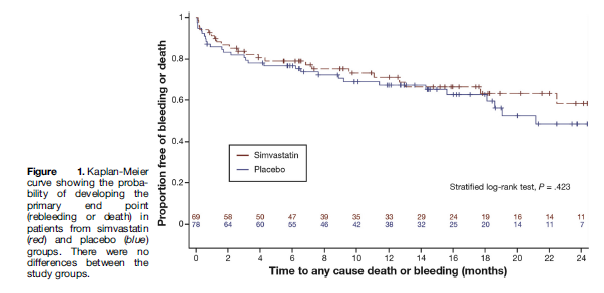 1
0.8
0.6
0.4
0.2
0
Proportion free of bleeding or death
Simvastatin
Placebo
Stratified log-rank test, P = .423
69 58 50 47 39 35 33 29 24 19 16 14 11
78 64 60 55 46 42 38 32 25 20 14 11 7
0 2 4 6 8 10 12 14 16 18 20 22 24
Time to any cause death or bleeding (months)
Figure 1. Kaplan-Meier
curve showing the proba-
bility of developing the
primary end point
(rebleeding or death) in
patients from simvastatin
(red) and placebo (blue)
groups. There were no
differences between the
study groups.